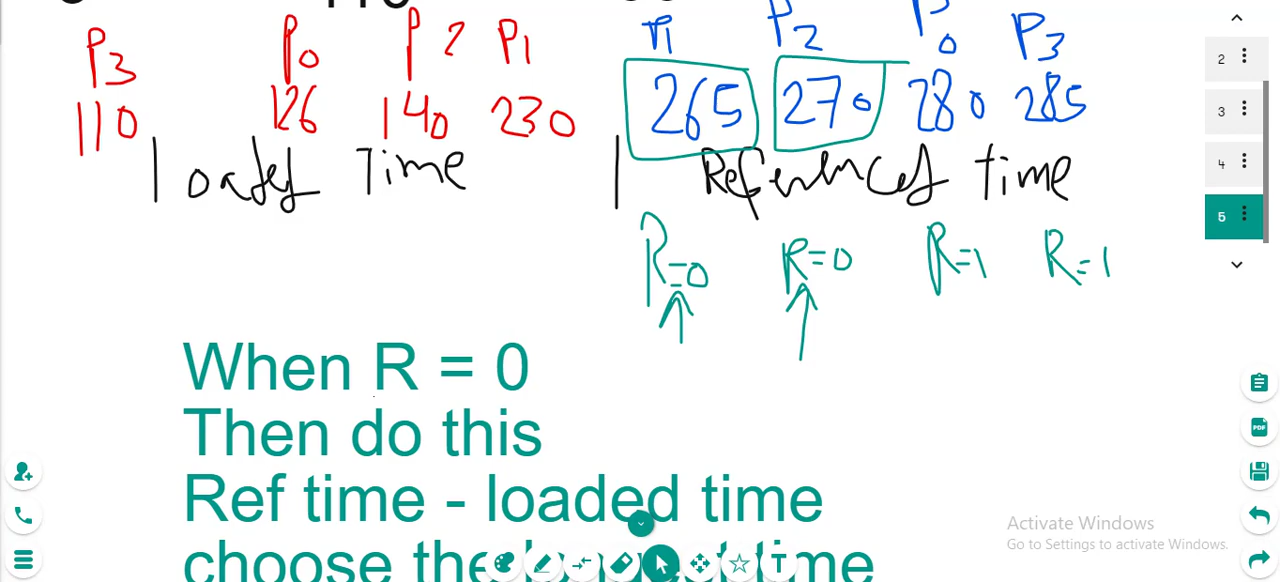 P3 P0 P2 P1 P1 P2 P0 P3
110 126 140 230 265 270 280 285
loaded Time Referenced time
R=0 R=0 R=1 R=1
2
3
4
5
When R = 0
Then do this
Ref time - loaded time
choose the
time
T
PDF
Activate Windows
Go to Settings to activate Windows.